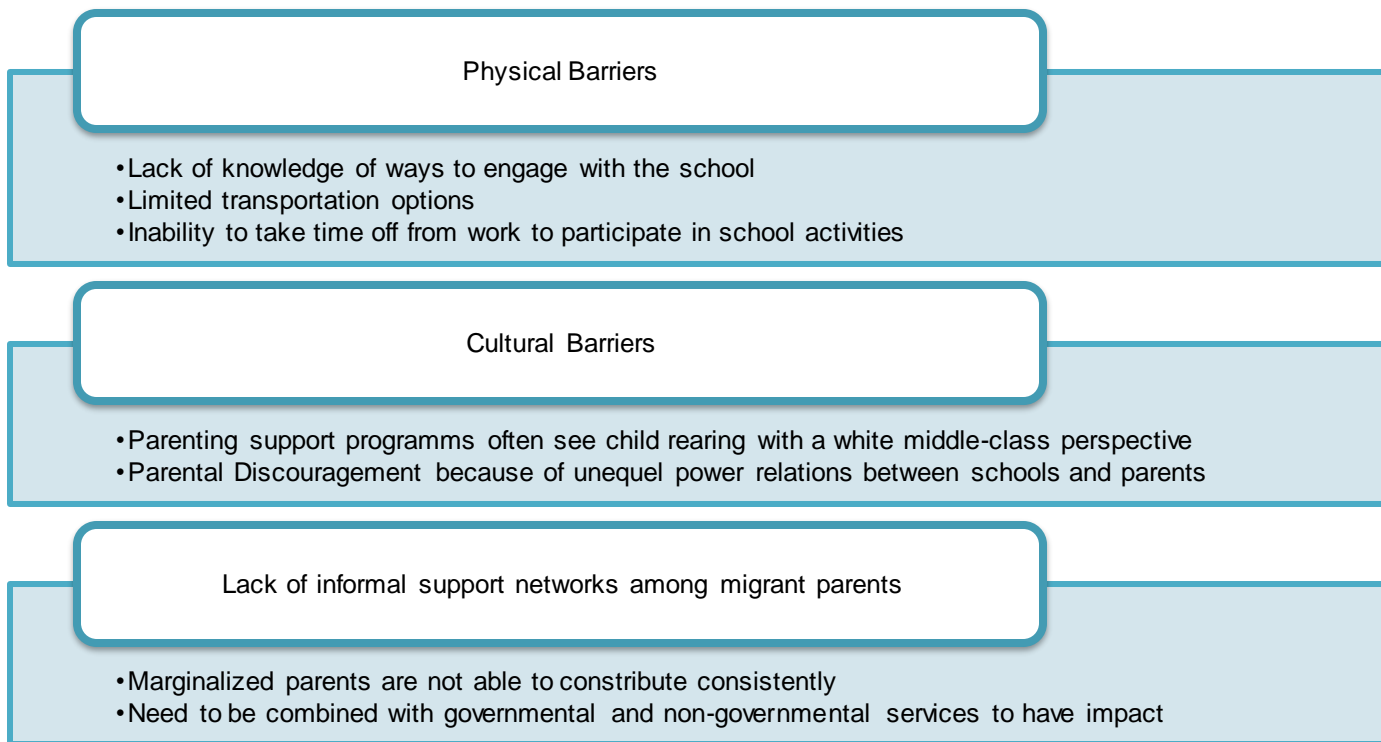 Physical Barriers
•Lack of knowledge of ways to engage with the school
•Limited transportation options
•Inability to take time off from work to participate in school activities
Cultural Barriers
•Parenting support programms often see child rearing with a white middle-class perspective
•Parental Discouragement because of unequel power relations between schools and parents
Lack of informal support networks among migrant parents
•Marginalized parents are not able to constribute consistently
•Need to be combined with governmental and non-governmental services to have impact